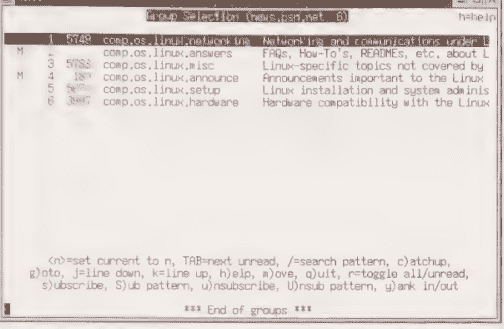 Group Selection (news.psn.net 6) h=help
1 5749 comp.os.linux.networking Networking and communications under L
M comp.os.linux.answers FAQs, How-To's, READMEs, etc. about L
3 comp.os.linux.misc Linux-specific topics not covered by
M 4 comp.os.linux.announce Announcements important to the Linux
5 comp.os.linux.setup Linux installation and system adminis
6 comp.os.linux.hardware Hardware compatibility with the Linux
<n>=set current to n, TAB=next unread, /=search pattern, c)atchup,
g)oto, j=line down, k=line up, h)elp, m)ove, q)uit, r=toggle all/unread,
s)ubscribe, S)ub pattern, u)nsubscribe, U)nsub pattern, y)ank in/out
*** End of groups ***